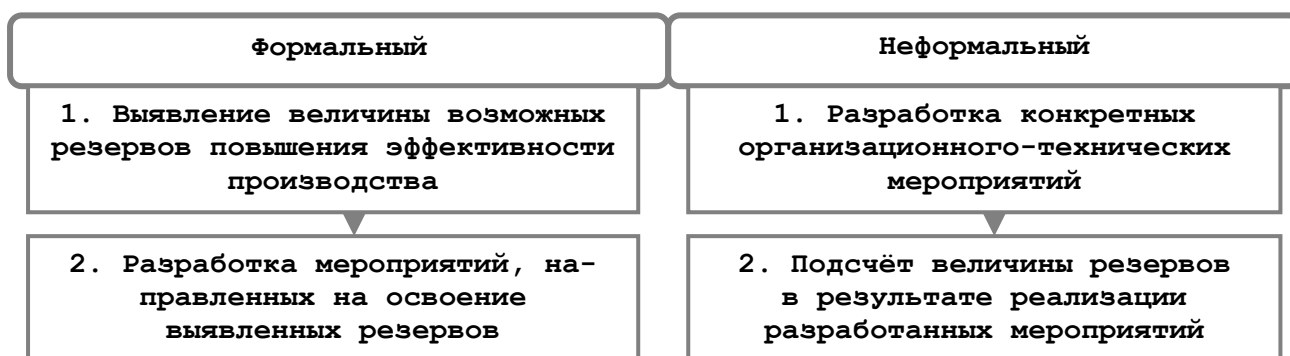 Формальный
1. Выявление величины возможных
резервов повышения эффективности
производства
2. Разработка мероприятий, на-
правленных на освоение
выявленных резервов
Неформальный
1. Разработка конкретных
организационного-технических
мероприятий
2. Подсчёт величины резервов
в результате реализации
разработанных мероприятий